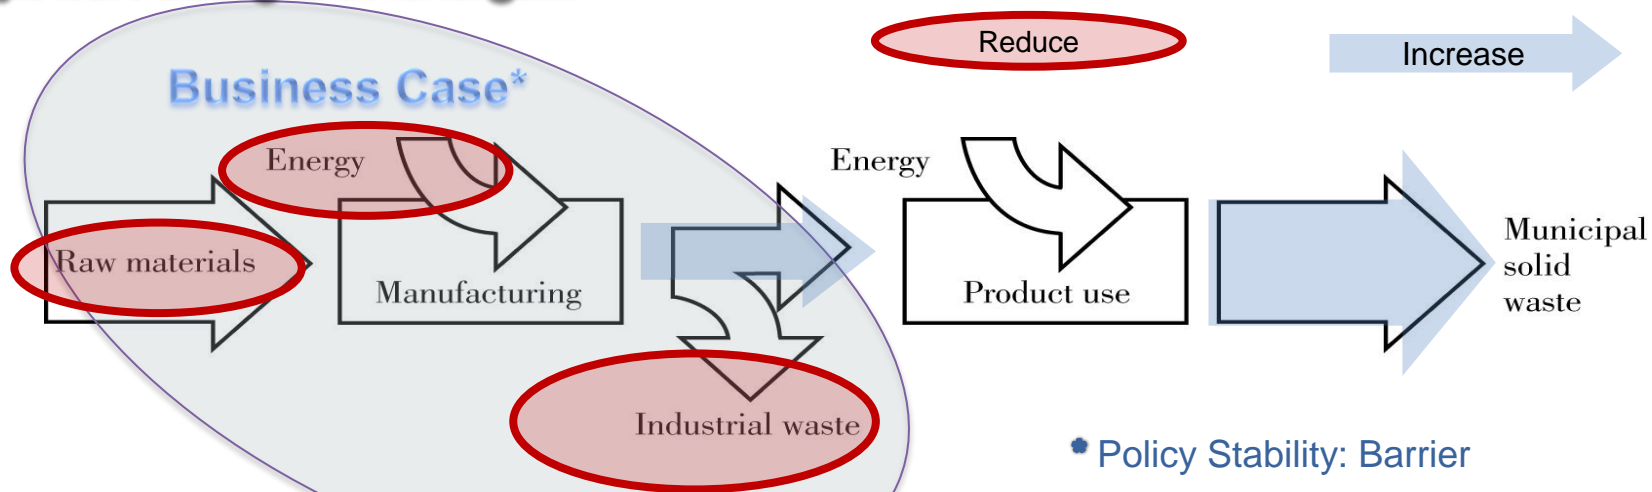 Reduce
Increase
Business Case*
Energy
Energy
Raw materials
Manufacturing
Product use
Municipal
solid
waste
Industrial waste
* Policy Stability: Barrier